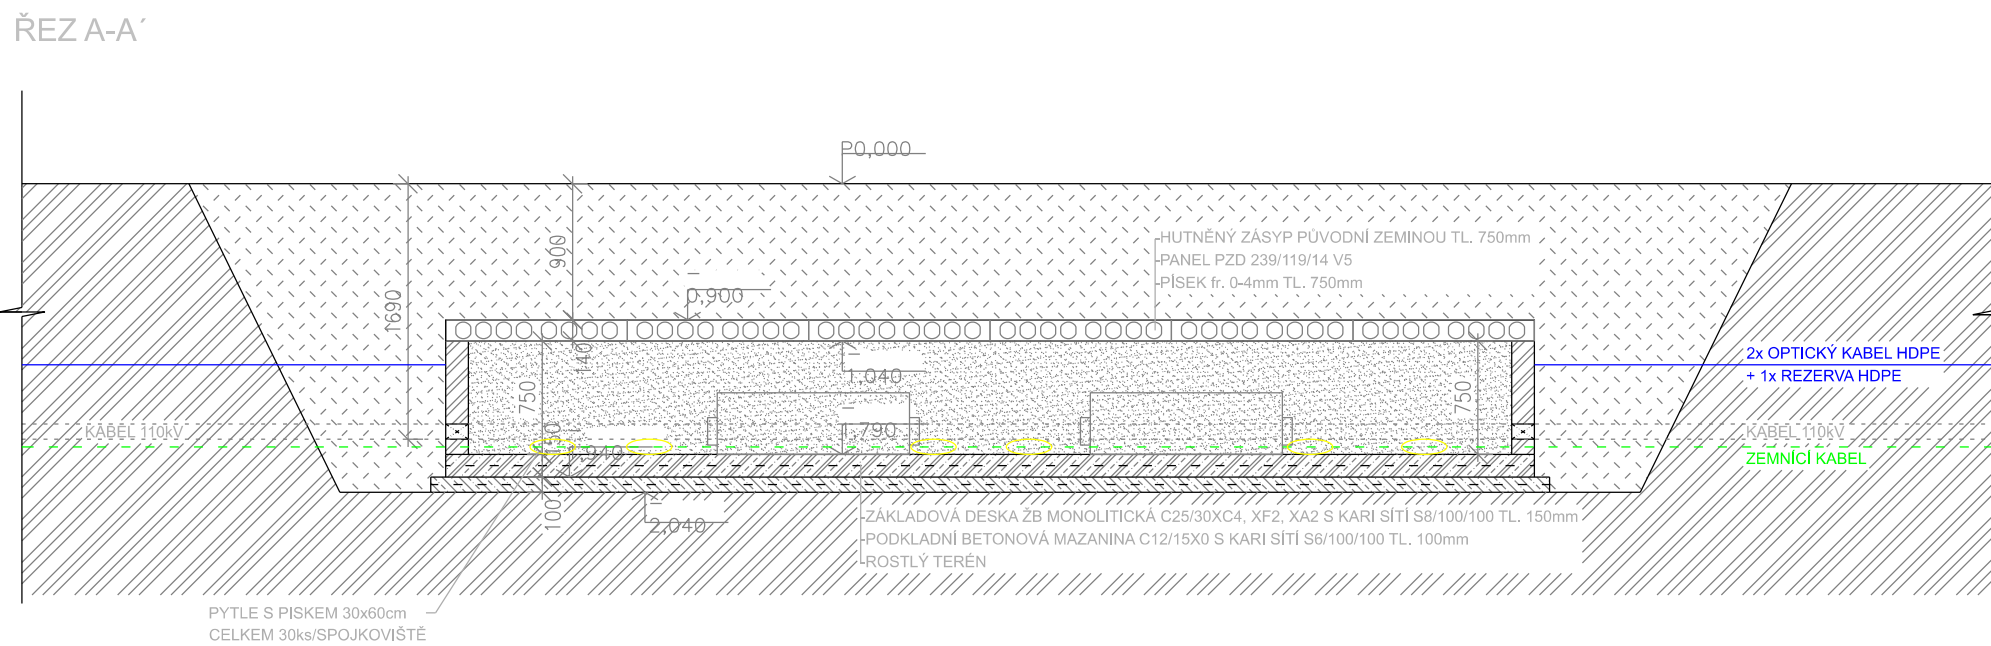 ŘEZ A-A´
P0,000
HUTNĚNÝ ZÁSYP PŮVODNÍ ZEMINOU TL. 750mm
PANEL PZD 239/119/14 V5
PÍSEK fr. 0-4mm TL. 750mm
900
0,900
1690
140
1,040
2x OPTICKÝ KABEL HDPE
+ 1x REZERVA HDPE
750
750
KABEL 110kV
,790
KABEL 110kV
ZEMNÍCÍ KABEL
150
,940
100
2,040
ZÁKLADOVÁ DESKA ŽB MONOLITICKÁ C25/30XC4, XF2, XA2 S KARI SÍTÍ S8/100/100 TL. 150mm
PODKLADNÍ BETONOVÁ MAZANINA C12/15X0 S KARI SÍTÍ S6/100/100 TL. 100mm
ROSTLÝ TERÉN
PYTLE S PISKEM 30x60cm
CELKEM 30ks/SPOJKOVIŠTĚ